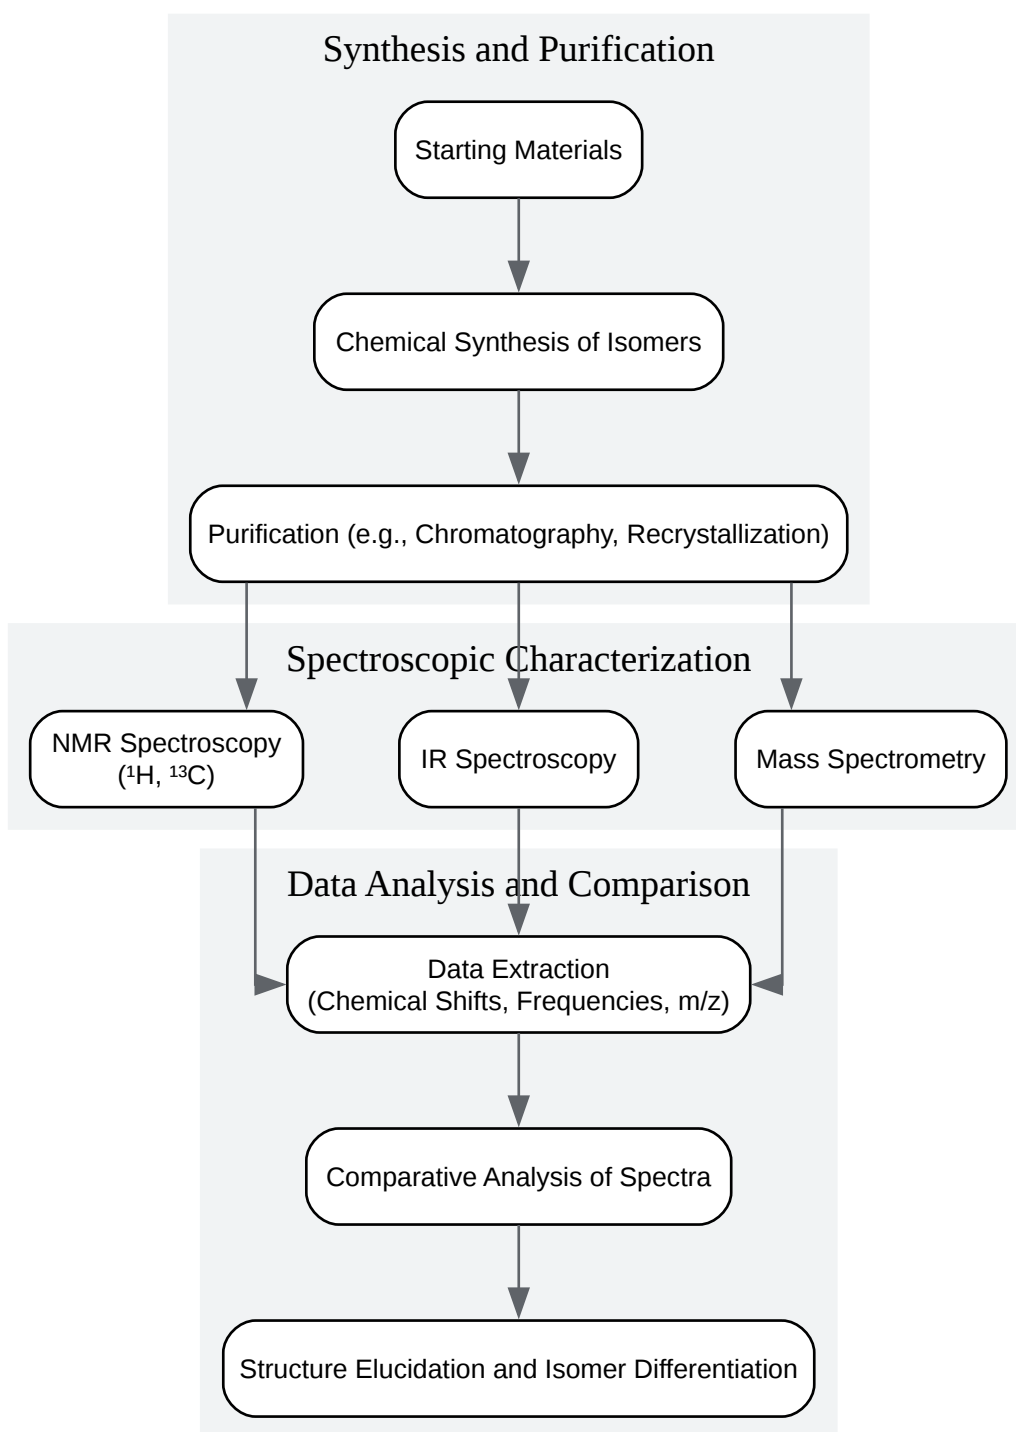 Synthesis and Purification
Starting Materials
Chemical Synthesis of Isomers
Purification (e.g., Chromatography, Recrystallization)
Spectroscopic Characterization
NMR Spectroscopy
(¹H, ¹³C)
IR Spectroscopy
Mass Spectrometry
Data Analysis and Comparison
Data Extraction
(Chemical Shifts, Frequencies, m/z)
Comparative Analysis of Spectra
Structure Elucidation and Isomer Differentiation